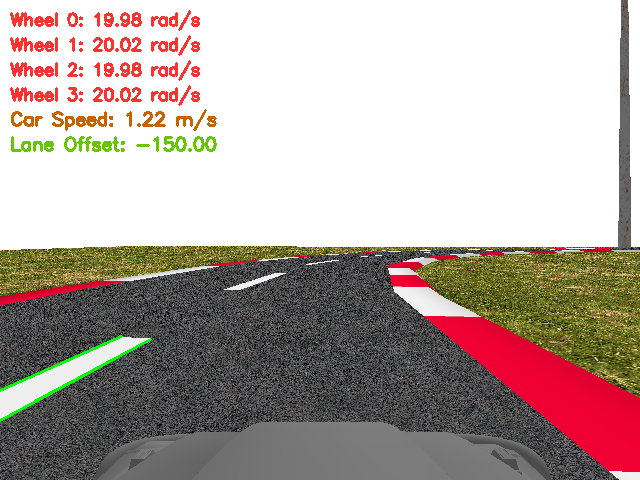 Wheel 0: 19.98 rad/s
Wheel 1: 20.02 rad/s
Wheel 2: 19.98 rad/s
Wheel 3: 20.02 rad/s
Car Speed: 1.22 m/s
Lane Offset: -150.00